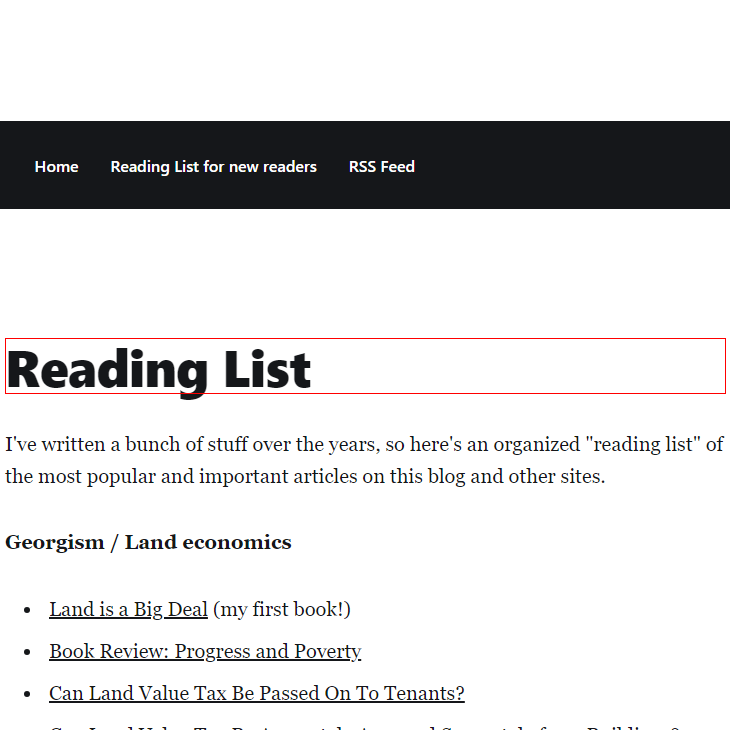 Home Reading List for new readers RSS Feed
Reading List
I've written a bunch of stuff over the years, so here's an organized "reading list" of
the most popular and important articles on this blog and other sites.
Georgism / Land economics
• Land is a Big Deal (my first book!)
• Book Review: Progress and Poverty
• Can Land Value Tax Be Passed On To Tenants?